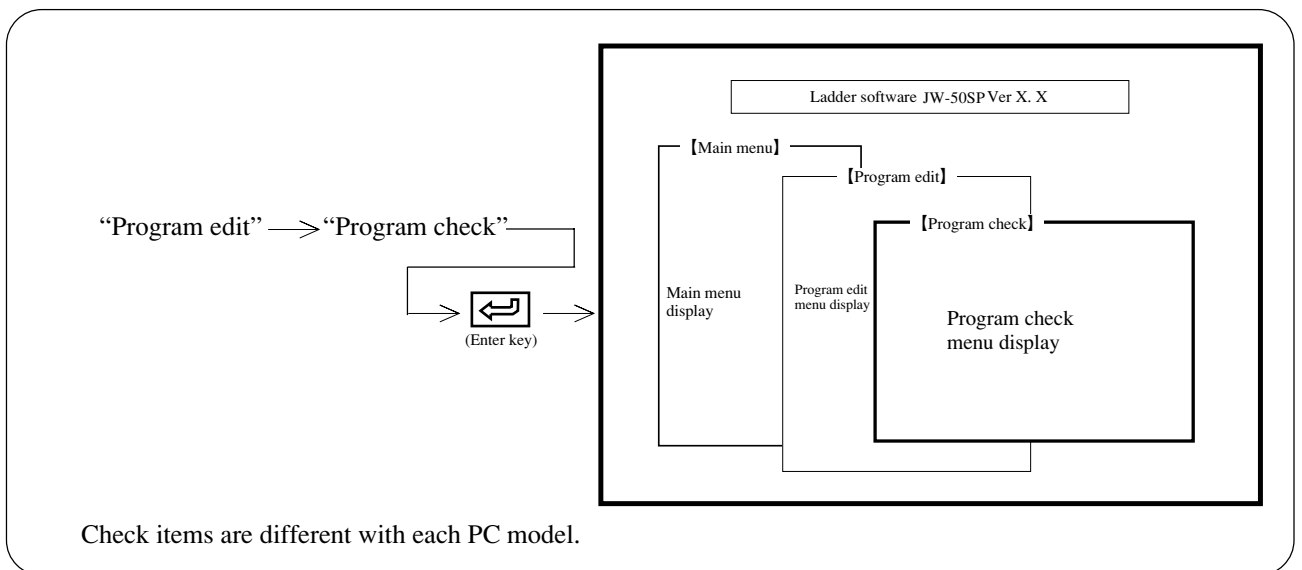 Ladder software JW-50SP Ver X. X
【Main menu】
【Program edit】
“Program edit” “Program check”
【Program check】
Main menu
display
Program edit
menu display
Program check
menu display
(Enter key)
Check items are different with each PC model.